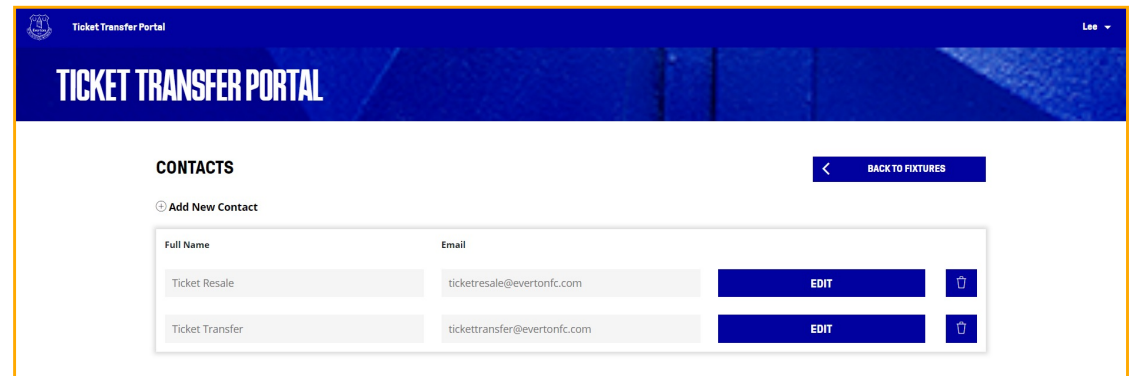 Ticket Transfer Portal
Lee
TICKET TRANSFER PORTAL
CONTACTS
BACK TO FIXTURES
Add New Contact
Full Name Email
Ticket Resale ticketresale@evertonfc.com EDIT
Ticket Transfer tickettransfer@evertonfc.com EDIT